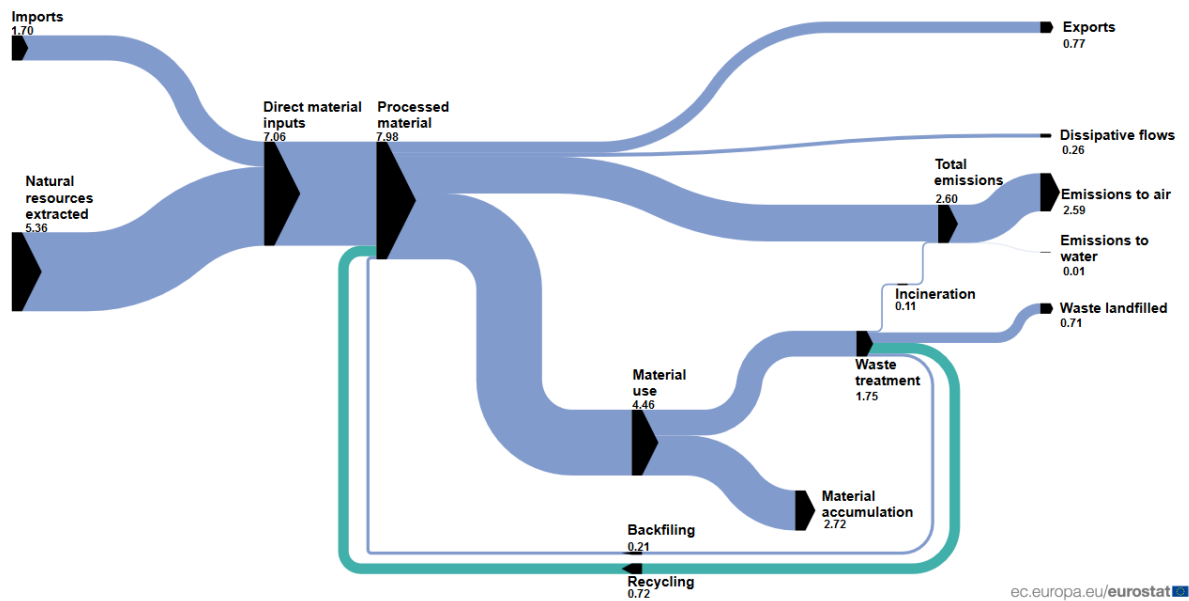 Imports
1.70
Exports
0.77
Direct material
inputs
7.06
Processed
material
7.98
Dissipative flows
0.26
Total
emissions
2.60
Natural
resources
extracted
5.36
Emissions to air
2.59
Emissions to
water
0.01
Incineration
0.11
Waste landfilled
0.71
Waste
treatment
1.75
Material
use
4.46
Material
accumulation
2.72
Backfiling
0.21
Recycling
0.72
ec.europa.eu/eurostat